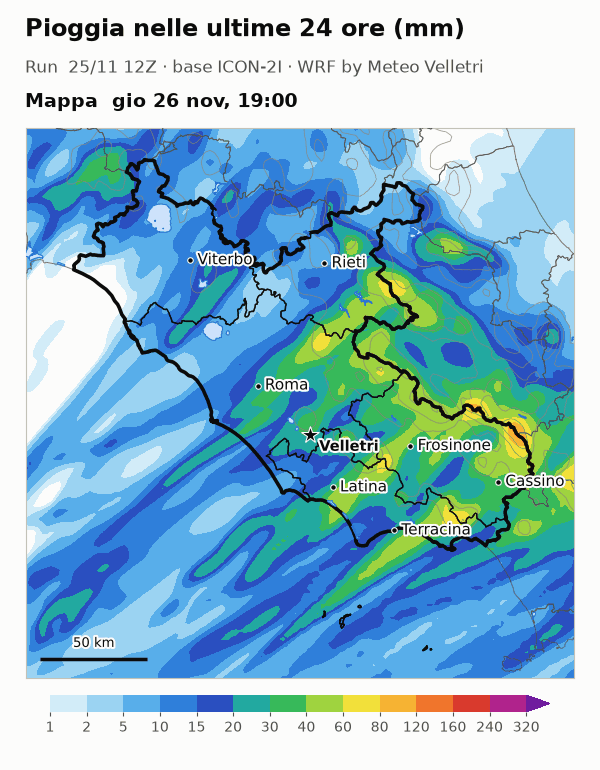 Pioggia nelle ultime 24 ore (mm)
Run  25/11 12Z · base ICON-2I · WRF by Meteo Velletri
Mappa  gio 26 nov, 19:00
Viterbo
Rieti
Roma
Velletri
Frosinone
Latina
Cassino
Terracina
50 km
1 2 5 10 15 20 30 40 60 80 120 160 240 320